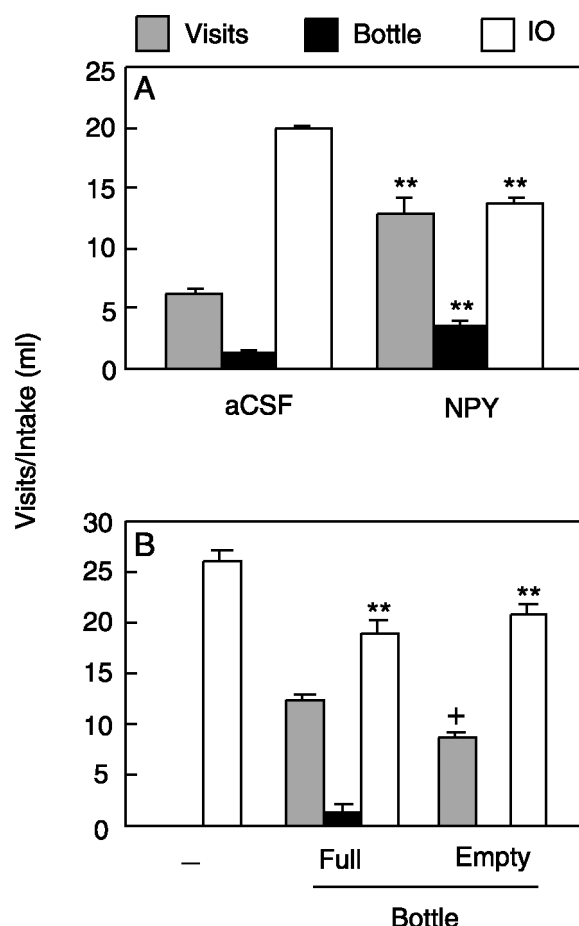 Visits Bottle IO
A
25
20
15
10
5
0
** **
**
aCSF NPY
Visits/Intake (ml)
B
30
25
20
15
10
5
0
** **
+
– Full Empty
Bottle